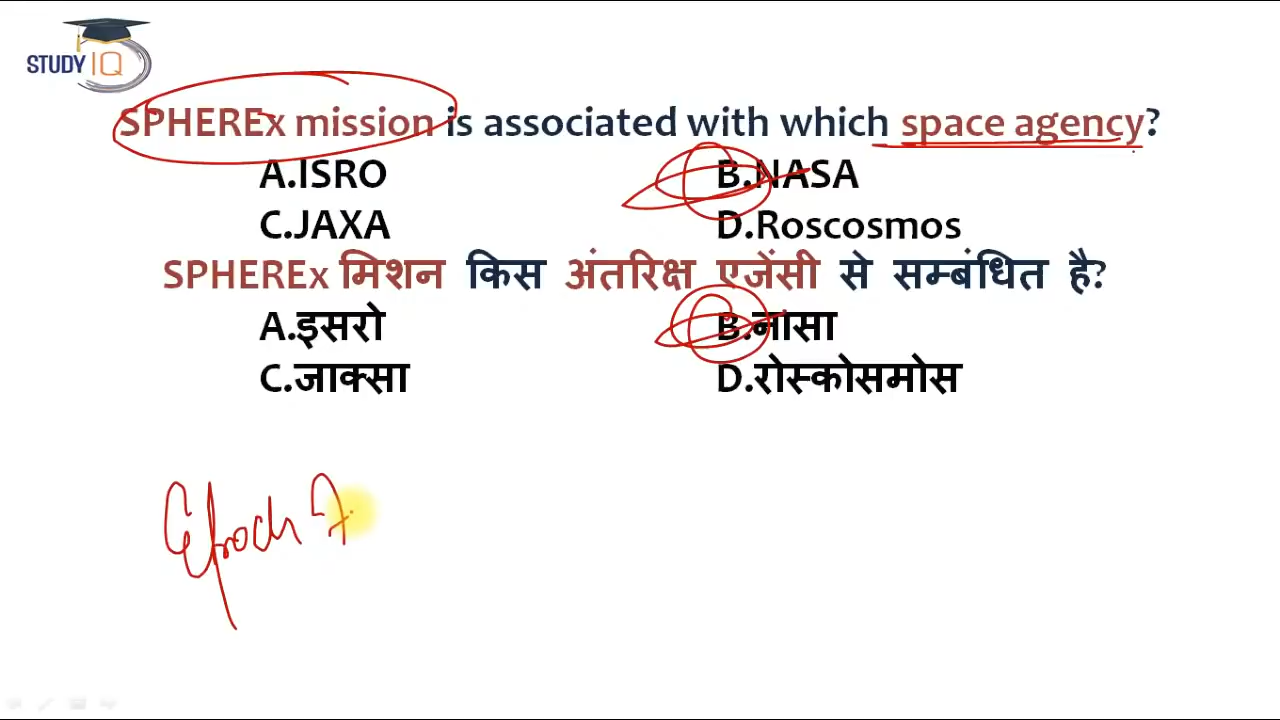 STUDY IQ
SPHEREx mission is associated with which space agency?
A.ISRO B.NASA
C.JAXA D.Roscosmos
SPHEREx मिशन किस अंतरिक्ष एजेंसी से सम्बंधित है?
A.इसरो B.नासा
C.जाक्सा D.रोस्कोसमोस
Epoch